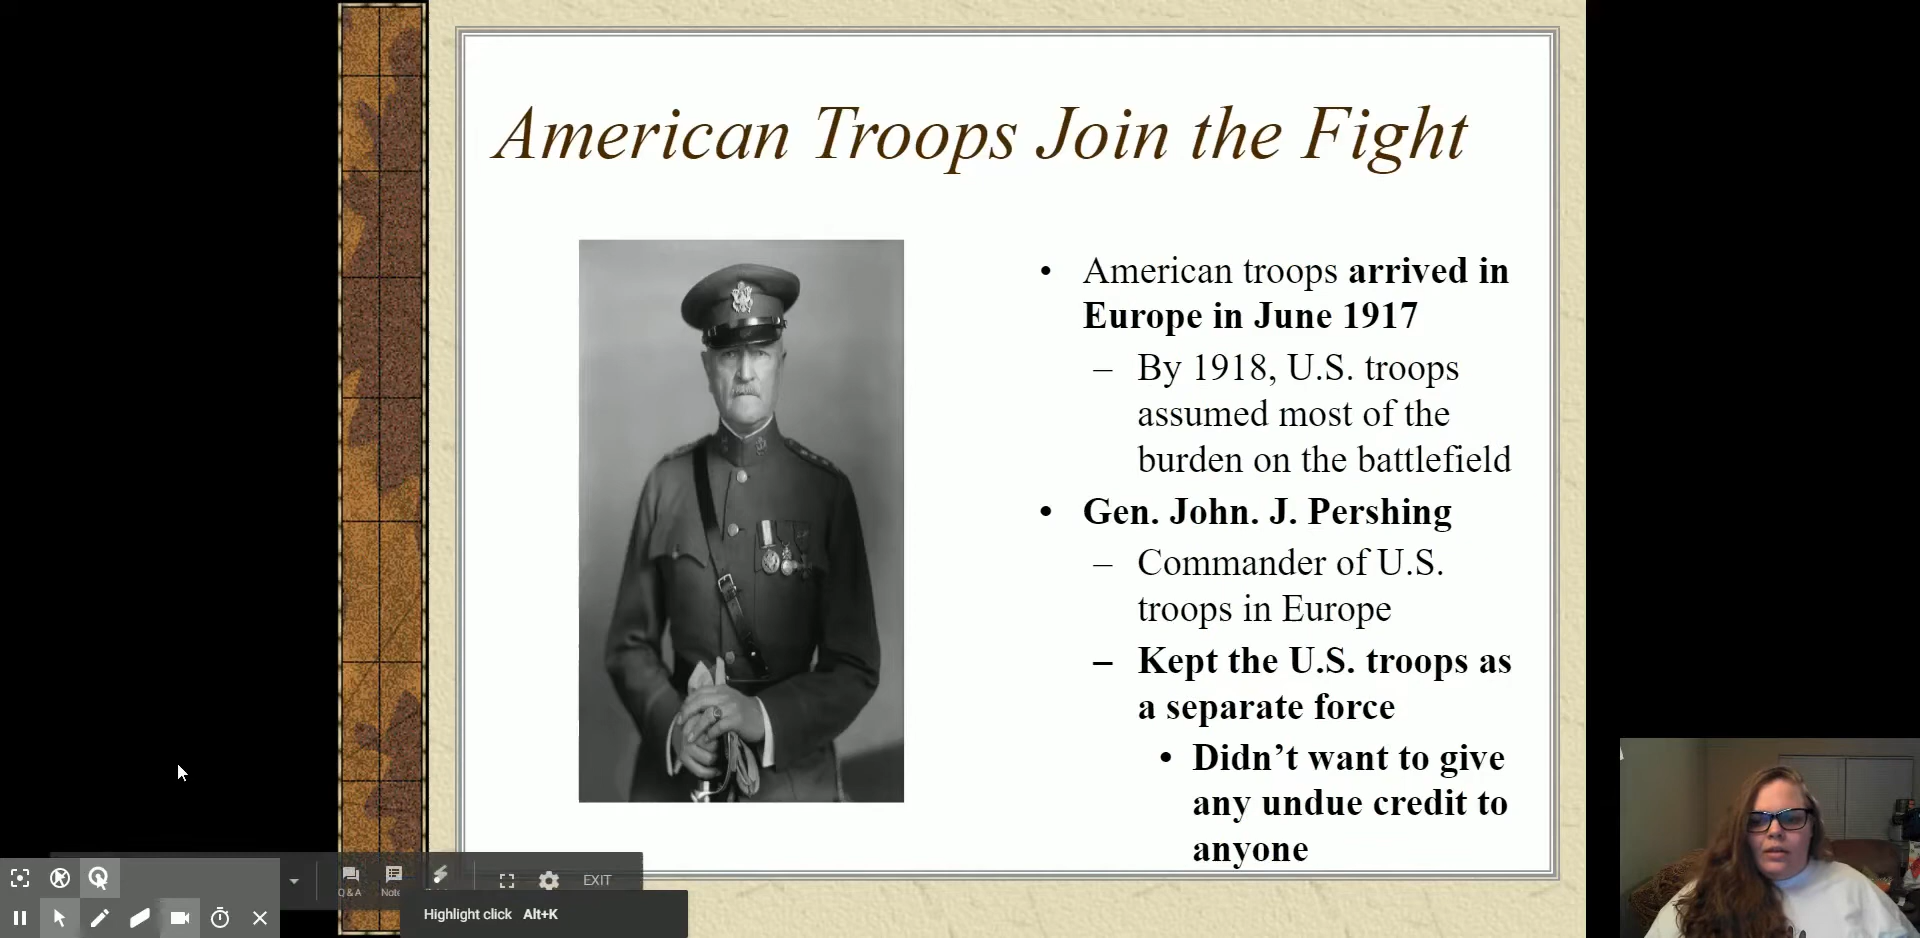 American Troops Join the Fight
• American troops arrived in
Europe in June 1917
– By 1918, U.S. troops
assumed most of the
burden on the battlefield
• Gen. John. J. Pershing
– Commander of U.S.
troops in Europe
– Kept the U.S. troops as
a separate force
• Didn’t want to give
any undue credit to
anyone
Q & A
EXIT
Highlight click Alt+K